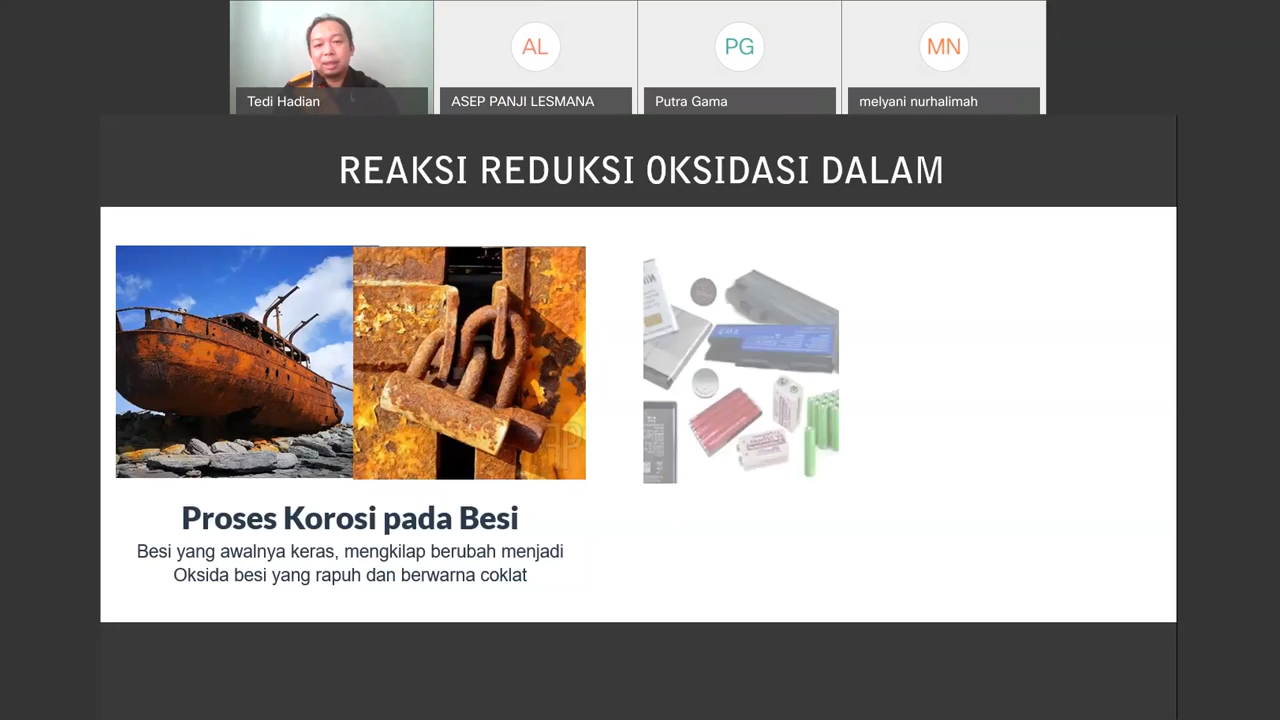 AL
PG
MN
Tedi Hadian
ASEP PANJI LESMANA
Putra Gama
melyani nurhalimah
REAKSI REDUKSI OKSIDASI DALAM
Proses Korosi pada Besi
Besi yang awalnya keras, mengkilap berubah menjadi
Oksida besi yang rapuh dan berwarna coklat